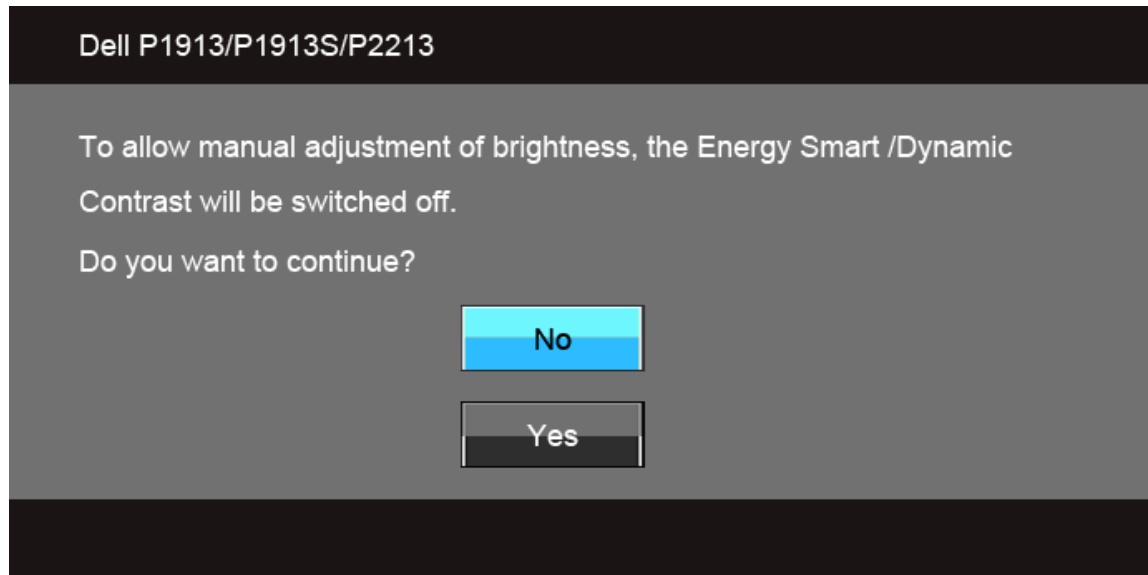 Dell P1913/P1913S/P2213
To allow manual adjustment of brightness, the Energy Smart /Dynamic
Contrast will be switched off.
Do you want to continue?
No
Yes